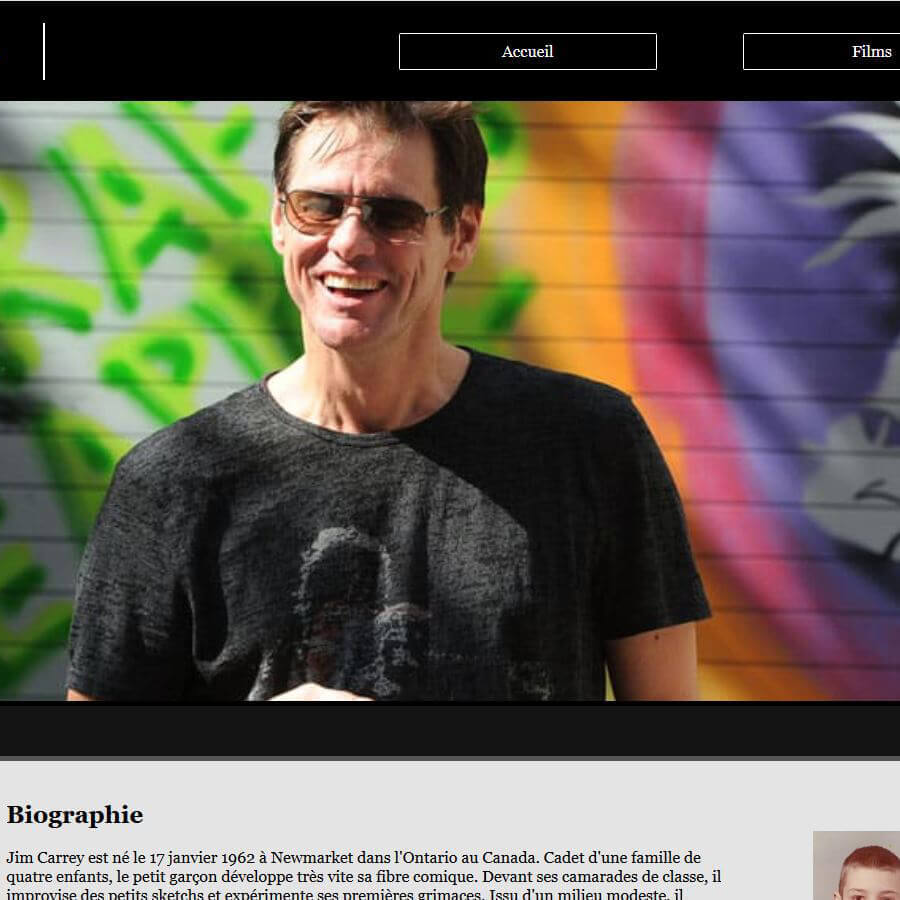 Accueil
Films
Biographie
Jim Carrey est né le 17 janvier 1962 à Newmarket dans l'Ontario au Canada. Cadet d'une famille de
quatre enfants, le petit garçon développe très vite sa fibre comique. Devant ses camarades de classe, il
improvise des petits sketchs et expérimente ses premières grimaces. Issu d'un milieu modeste, il